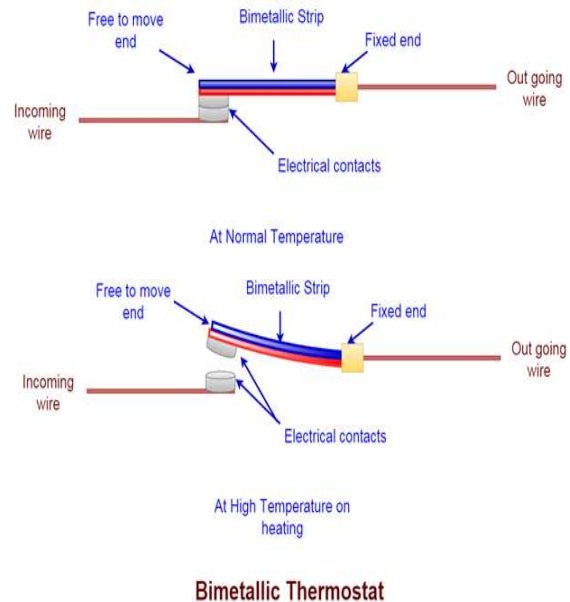 Bimetallic Strip
Free to move
end
Fixed end
Out going
wire
Incoming
wire
Electrical contacts
At Normal Temperature
Bimetallic Strip
Free to move
end
Fixed end
Out going
wire
Incoming
wire
Electrical contacts
At High Temperature on
heating
Bimetallic Thermostat